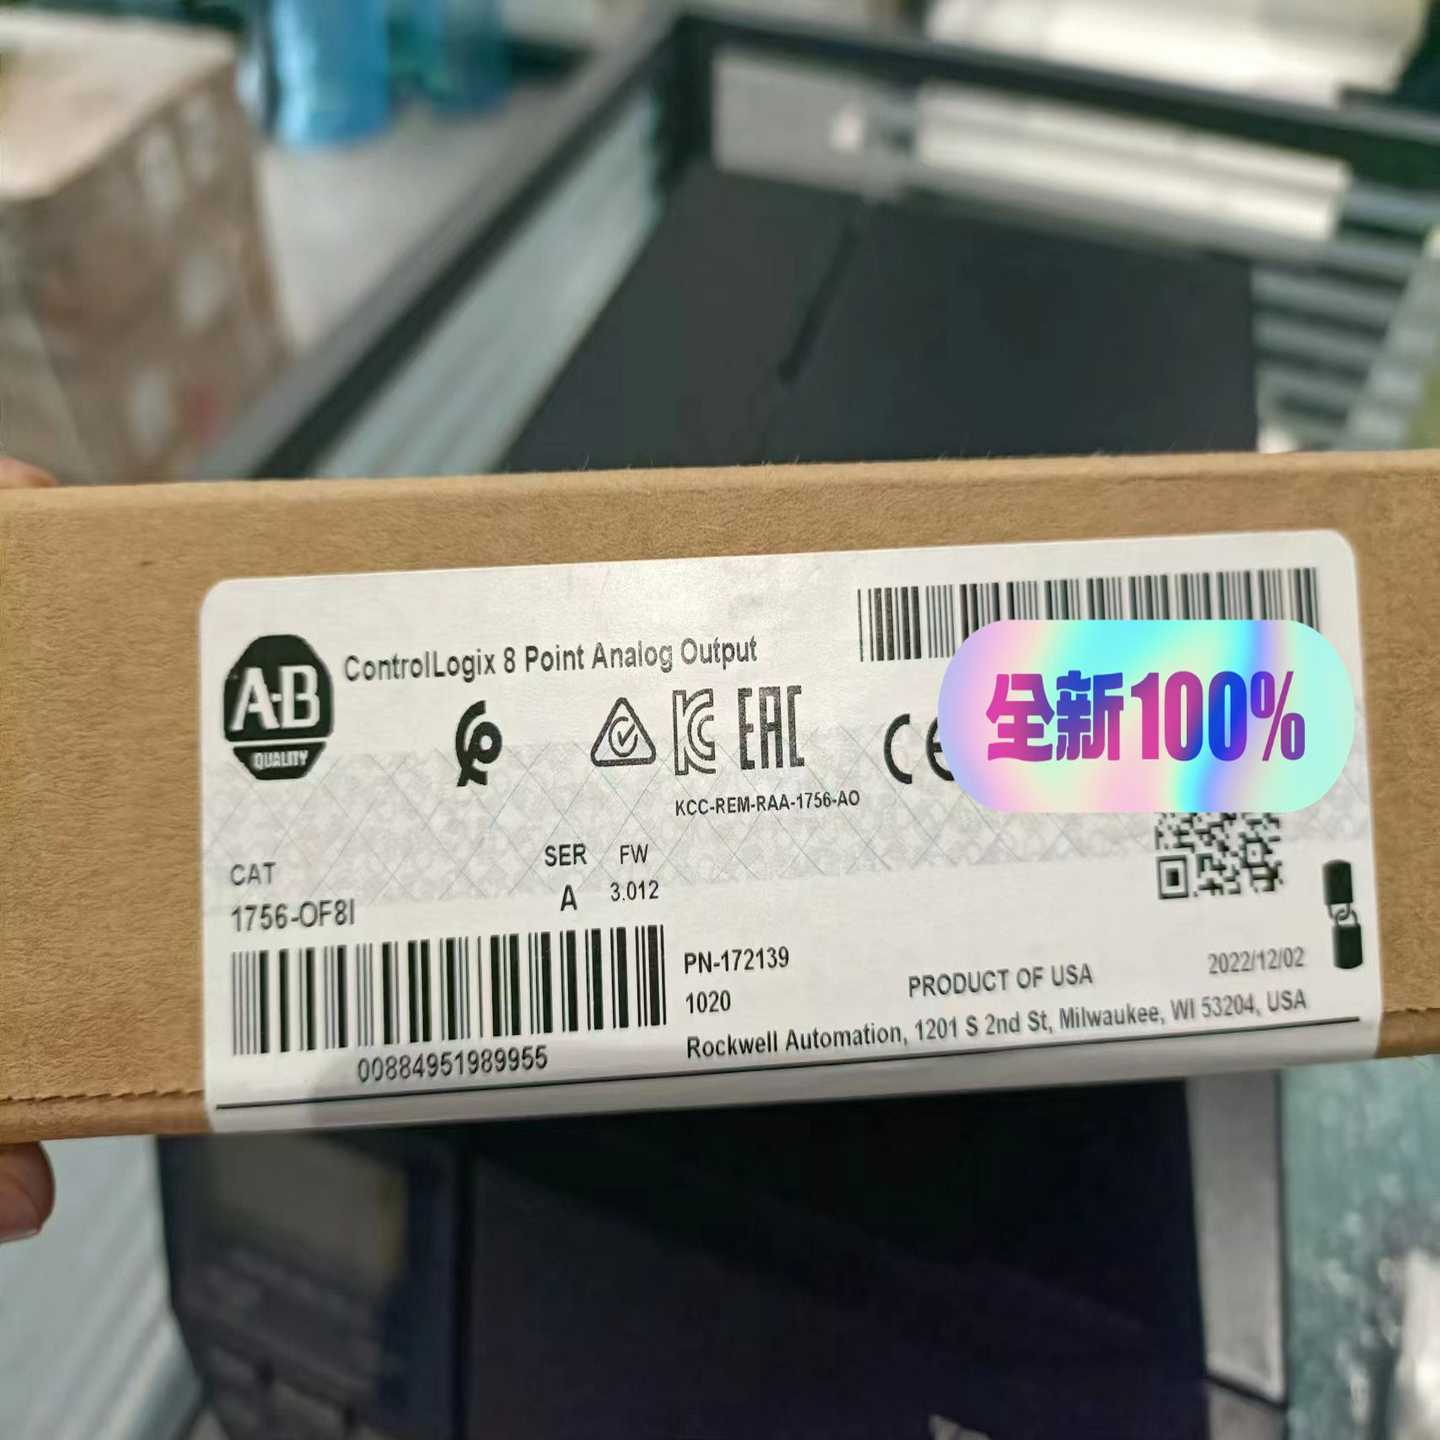 A-B
QUALITY
ControlLogix 8 Point Analog Output
EAC
CE
全新100%
KCC-REM-RAA-1756-AO
CAT
SER
FW
1756-OF8I
A
3.012
PN-172139
1020
PRODUCT OF USA
2022/12/02
Rockwell Automation, 1201 S 2nd St, Milwaukee, WI 53204, USA
00884951989955